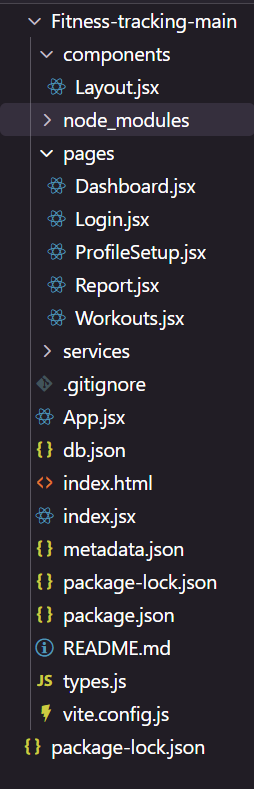 Fitness-tracking-main
components
Layout.jsx
node_modules
pages
Dashboard.jsx
Login.jsx
ProfileSetup.jsx
Report.jsx
Workouts.jsx
services
.gitignore
App.jsx
{} db.json
<> index.html
index.jsx
{} metadata.json
{} package-lock.json
{} package.json
README.md
JS types.js
vite.config.js
{} package-lock.json